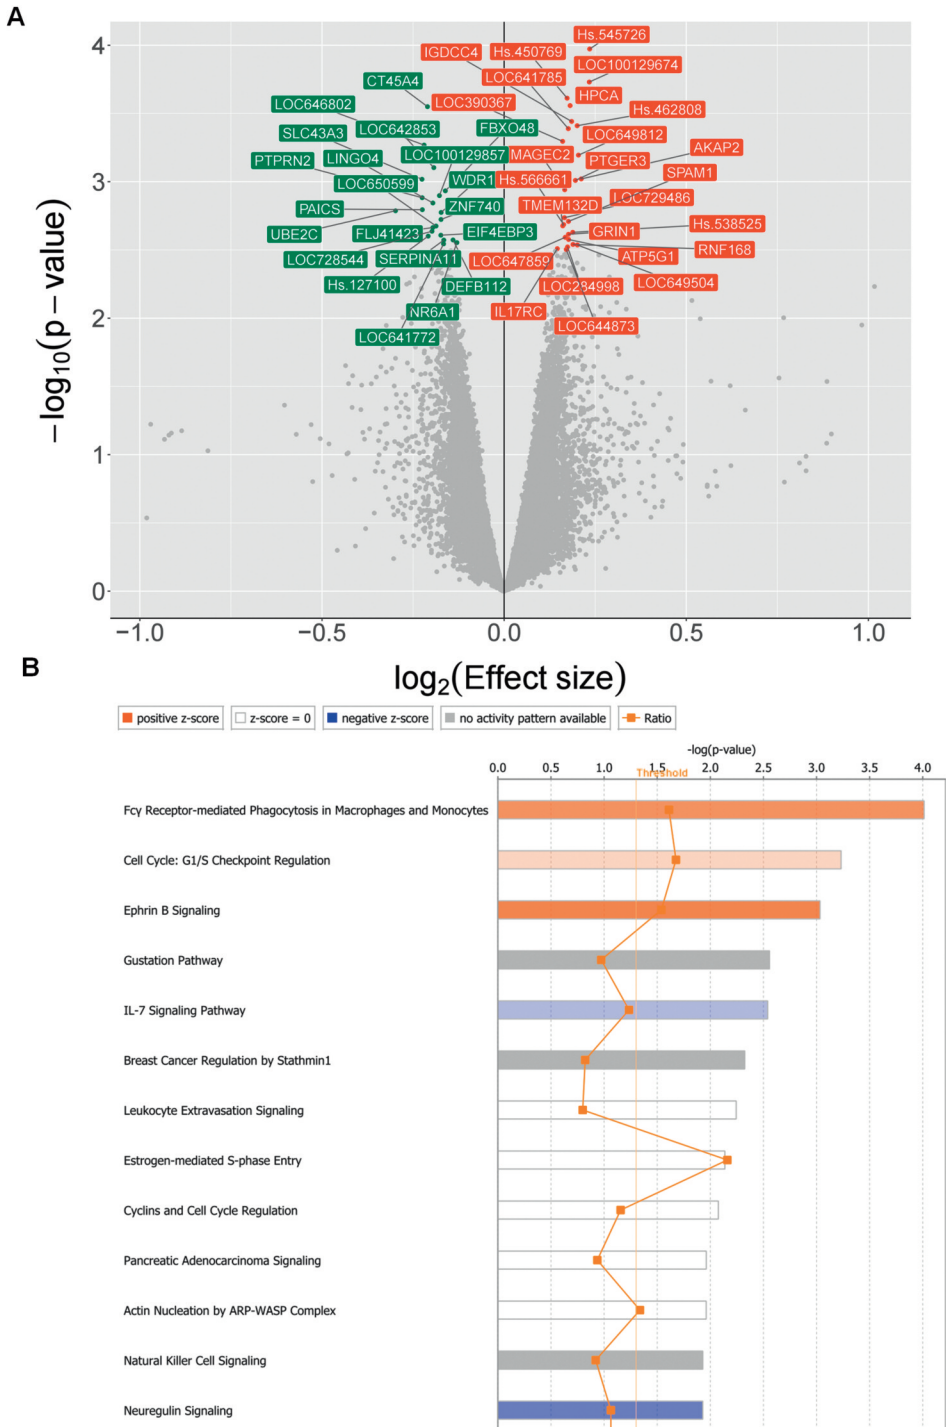 A
Hs.545726
IGDCC4
Hs.450769
LOC100129674
LOC641785
CT45A4
HPCA
LOC390367
LOC646802
Hs.462808
LOC642853
FBXO48
SLC43A3
LOC649812
LINGO4
LOC100129857
MAGEC2
AKAP2
PTPRN2
PTGER3
SPAM1
LOC650599
WDR1
Hs.566661
LOC729486
PAICS
ZNF740
TMEM132D
Hs.538525
UBE2C
FLJ41423
EIF4EBP3
GRIN1
RNF168
LOC728544
SERPINA11
LOC647859
ATP5G1
Hs.127100
DEFB112
LOC284998
LOC649504
NR6A1
IL17RC
LOC644873
LOC641772
4
3
2
1
0
−log10(p−value)
−1.0 −0.5 0.0 0.5 1.0
log2(Effect size)
B
positive z-score z-score = 0 negative z-score no activity pattern available Ratio
-log(p-value)
0.0 0.5 1.0 1.5 2.0 2.5 3.0 3.5 4.0
Threshold
Fcγ Receptor-mediated Phagocytosis in Macrophages and Monocytes
Cell Cycle: G1/S Checkpoint Regulation
Ephrin B Signaling
Gustation Pathway
IL-7 Signaling Pathway
Breast Cancer Regulation by Stathmin1
Leukocyte Extravasation Signaling
Estrogen-mediated S-phase Entry
Cyclins and Cell Cycle Regulation
Pancreatic Adenocarcinoma Signaling
Actin Nucleation by ARP-WASP Complex
Natural Killer Cell Signaling
Neuregulin Signaling